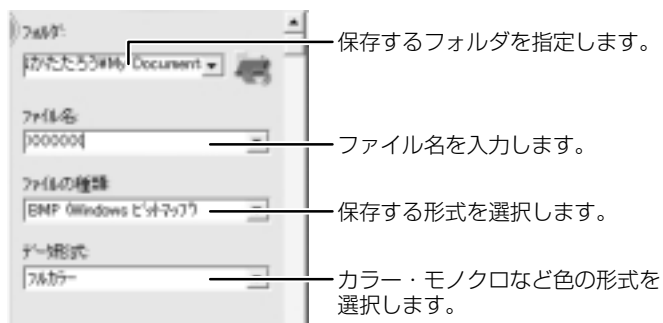 フォルダ:
保存するフォルダを指定します。
たろう¥My Document
ファイル名:
ファイル名を入力します。
ファイルの種類:
保存する形式を選択します。
BMP (Windows ビットマップ)
データ形式:
カラー・モノクロなど色の形式を
選択します。
フルカラー